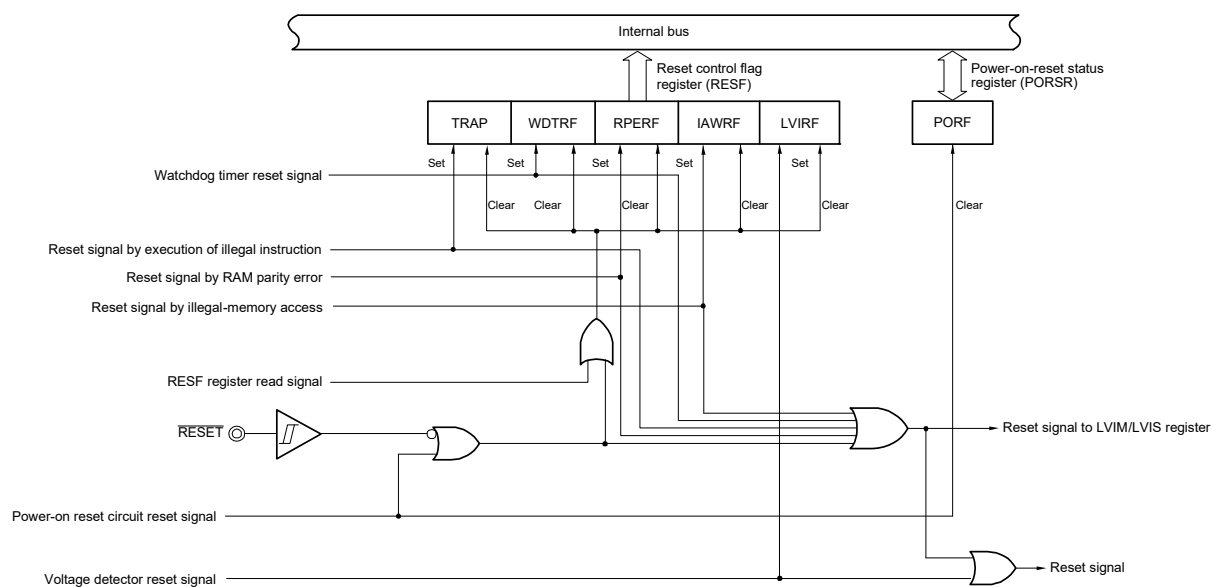 Internal bus
Reset control flag
register (RESF)
Power-on-reset status
register (PORSR)
TRAP
WDTRF
RPERF
IAWRF
LVIRF
PORF
Set
Set
Set
Set
Set
Watchdog timer reset signal
Clear
Clear
Clear
Clear
Clear
Clear
Reset signal by execution of illegal instruction
Reset signal by RAM parity error
Reset signal by illegal-memory access
RESF register read signal
RESET
Reset signal to LVIM/LVIS register
Power-on reset circuit reset signal
Voltage detector reset signal
Reset signal